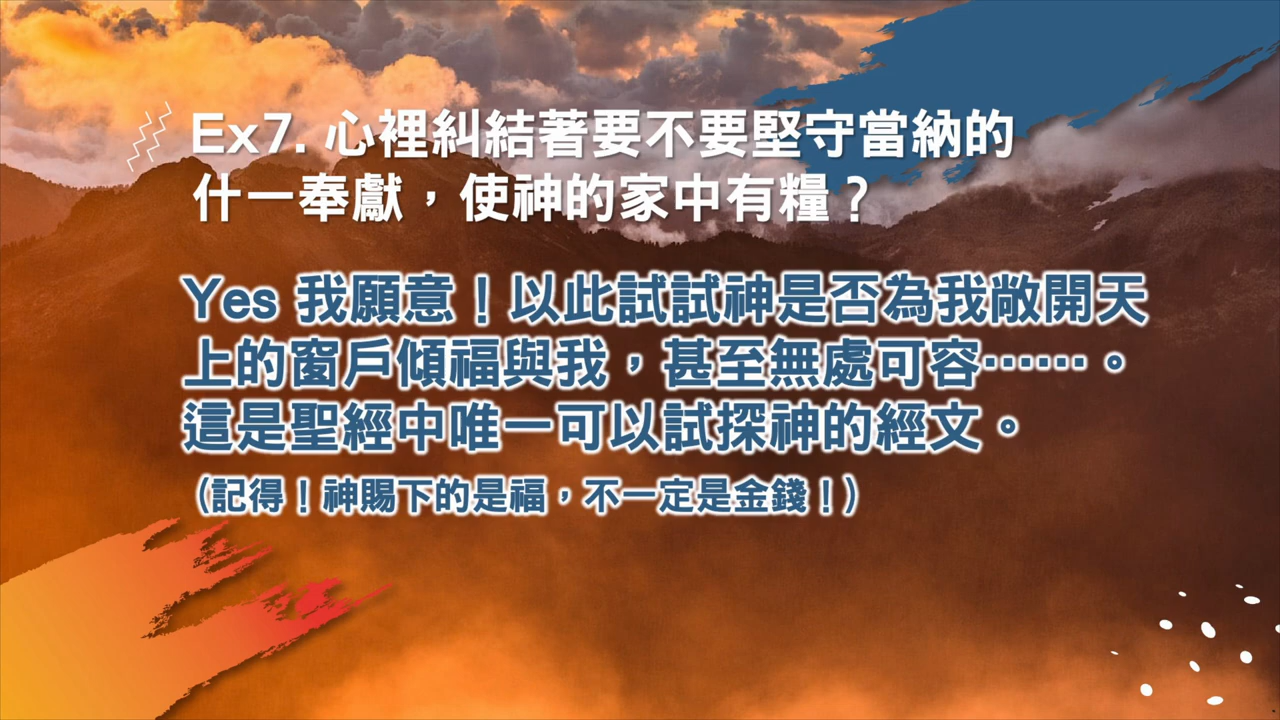 Ex7. 心裡糾結著要不要堅守當納的
什一奉獻，使神的家中有糧？
Yes 我願意！以此試試神是否為我敞開天
上的窗戶傾福與我，甚至無處可容⋯⋯。
這是聖經中唯一可以試探神的經文。
(記得！神賜下的是福，不一定是金錢！)